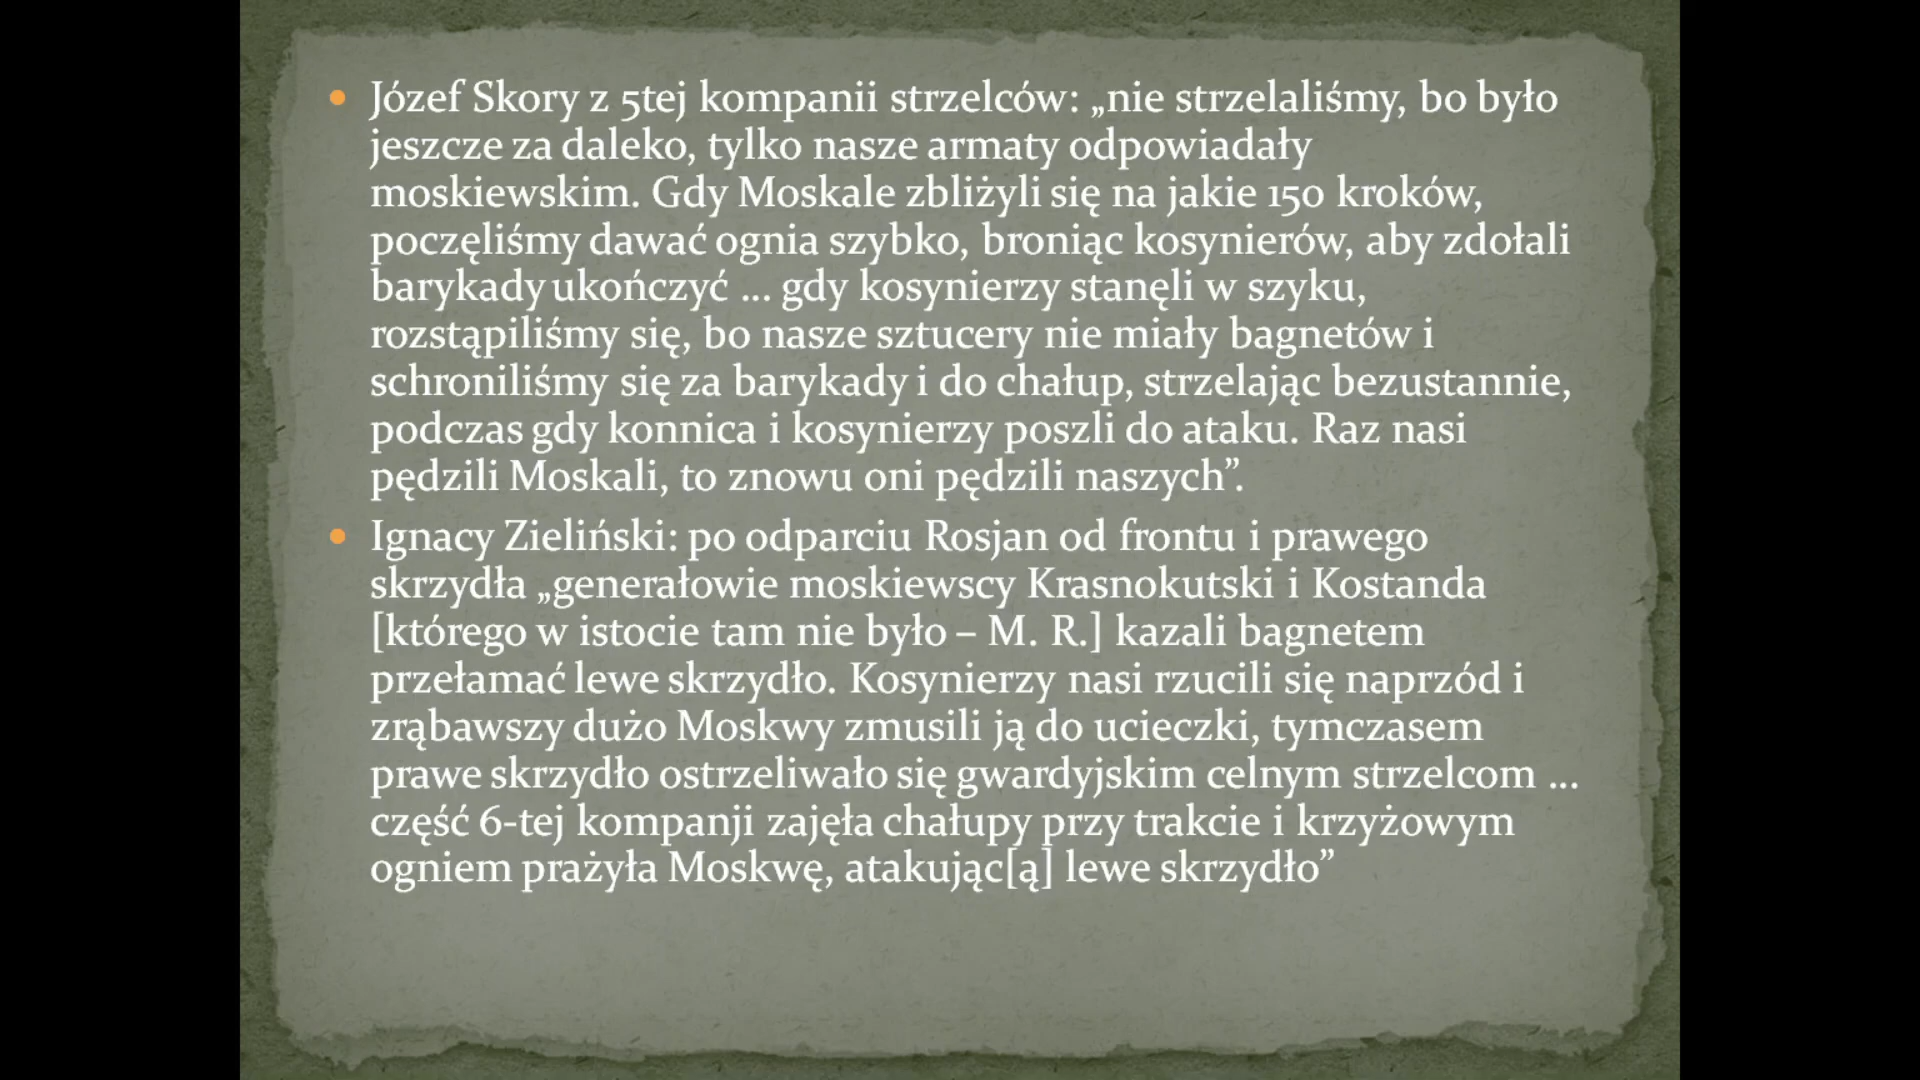 Józef Skory z 5tej kompanii strzelców: „nie strzelaliśmy, bo było
jeszcze za daleko, tylko nasze armaty odpowiadały
moskiewskim. Gdy Moskale zbliżyli się na jakie 150 kroków,
poczęliśmy dawać ognia szybko, broniąc kosynierów, aby zdołali
barykady ukończyć ... gdy kosynierzy stanęli w szyku,
rozstąpiliśmy się, bo nasze sztucery nie miały bagnetów i
schroniliśmy się za barykady i do chałup, strzelając bezustannie,
podczas gdy konnica i kosynierzy poszli do ataku. Raz nasi
pędzili Moskali, to znowu oni pędzili naszych”.
Ignacy Zieliński: po odparciu Rosjan od frontu i prawego
skrzydła „generałowie moskiewscy Krasnokutski i Kostanda
[którego w istocie tam nie było – M. R.] kazali bagnetem
przełamać lewe skrzydło. Kosynierzy nasi rzucili się naprzód i
zrąbawszy dużo Moskwy zmusili ją do ucieczki, tymczasem
prawe skrzydło ostrzeliwało się gwardyjskim celnym strzelcom ...
część 6-tej kompanji zajęła chałupy przy trakcie i krzyżowym
ogniem prażyła Moskwę, atakując[ą] lewe skrzydło”